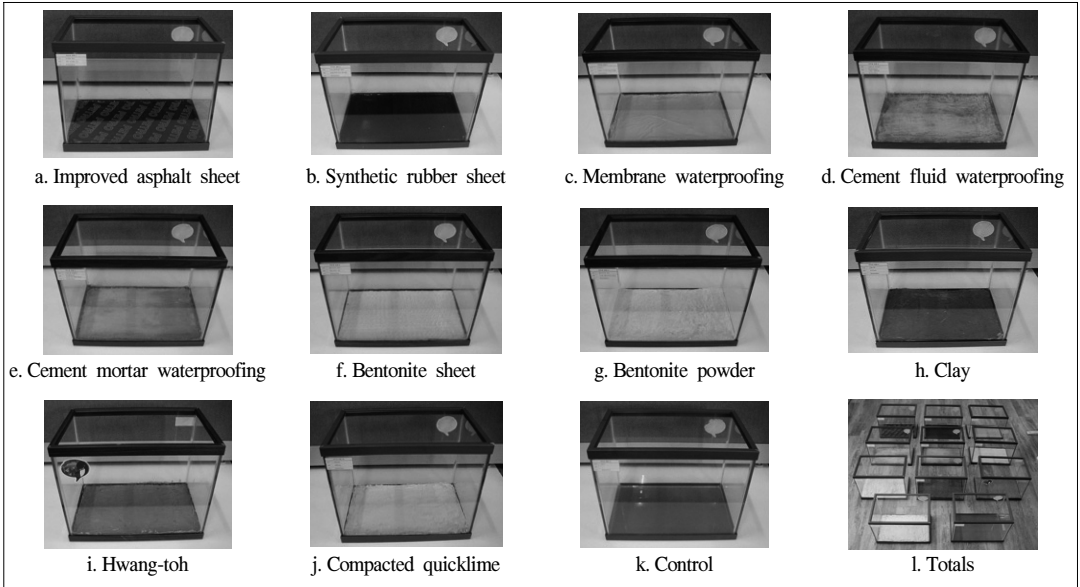 a. Improved asphalt sheet
b. Synthetic rubber sheet
c. Membrane waterproofing
d. Cement fluid waterproofing
e. Cement mortar waterproofing
f. Bentonite sheet
g. Bentonite powder
h. Clay
i. Hwang-toh
j. Compacted quicklime
k. Control
l. Totals